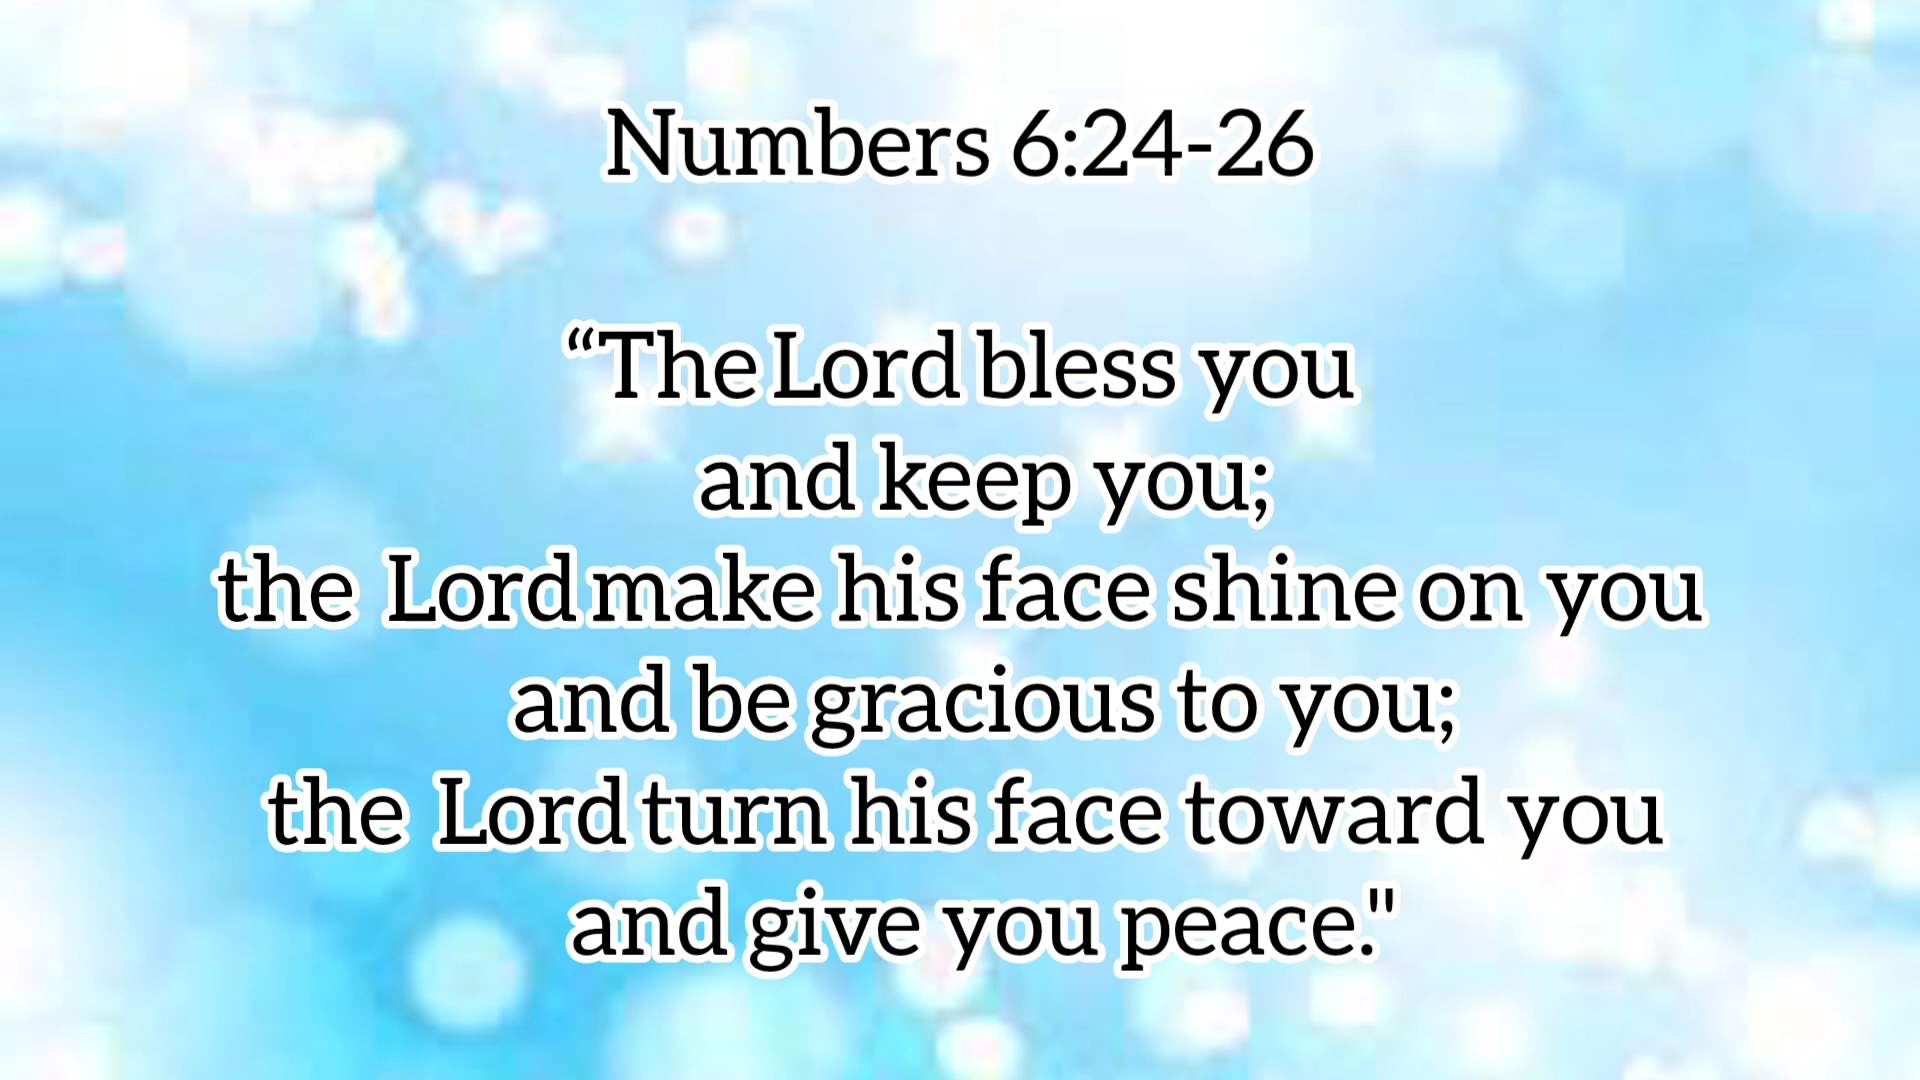 Numbers 6:24-26
“The Lord bless you
and keep you;
the Lord make his face shine on you
and be gracious to you;
the Lord turn his face toward you
and give you peace."